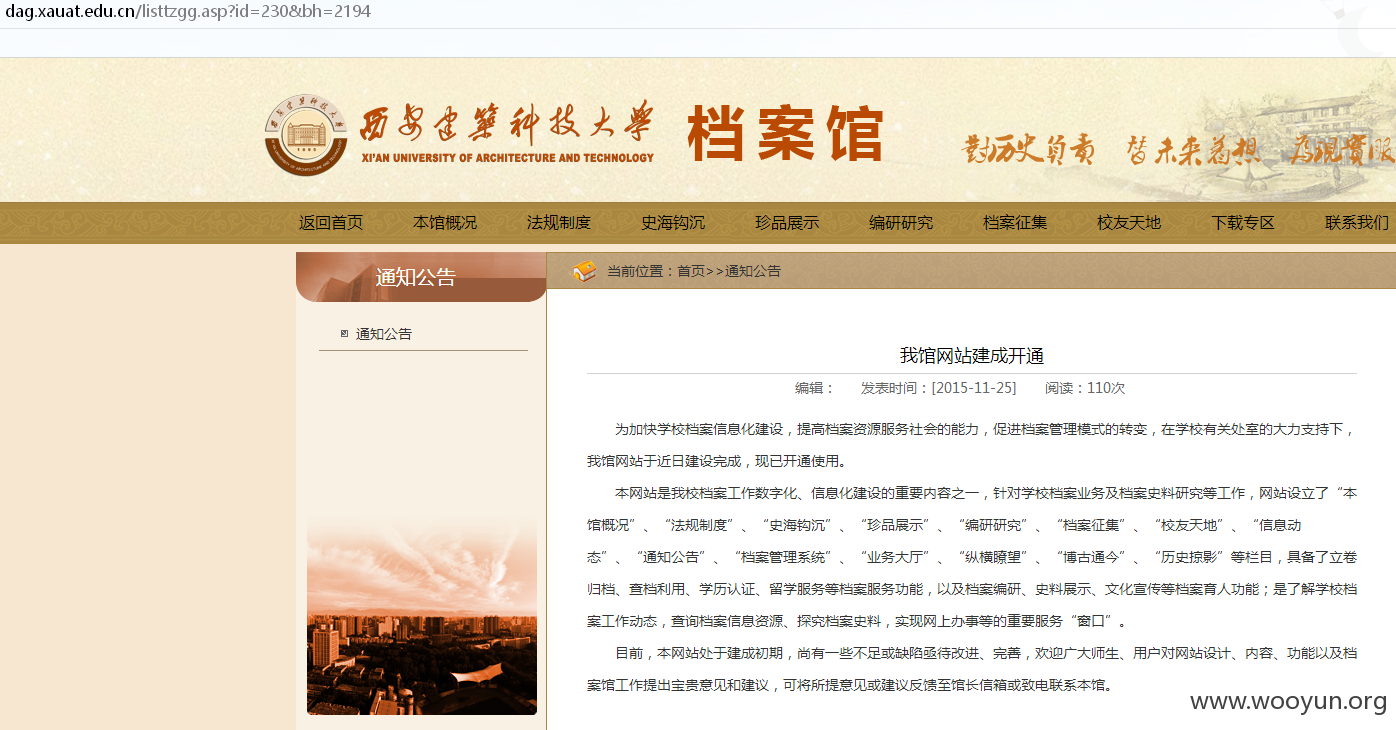 dag.xauat.edu.cn/listtzgg.asp?id=230&bh=2194
西安建筑科技大学
XI'AN UNIVERSITY OF ARCHITECTURE AND TECHNOLOGY
档案馆
對历史负责 替未来着想 為現實服
返回首页 本馆概况 法规制度 史海钩沉 珍品展示 编研研究 档案征集 校友天地 下载专区 联系我们
通知公告
当前位置：首页>>通知公告
通知公告
我馆网站建成开通
编辑： 发表时间：[2015-11-25] 阅读：110次
为加快学校档案信息化建设，提高档案资源服务社会的能力，促进档案管理模式的转变，在学校有关处室的大力支持下，
我馆网站于近日建设完成，现已开通使用。
本网站是我校档案工作数字化、信息化建设的重要内容之一，针对学校档案业务及档案史料研究等工作，网站设立了“本
馆概况”、“法规制度”、“史海钩沉”、“珍品展示”、“编研研究”、“档案征集”、“校友天地”、“信息动
态”、“通知公告”、“档案管理系统”、“业务大厅”、“纵横瞭望”、“博古通今”、“历史掠影”等栏目，具备了立卷
归档、查档利用、学历认证、留学服务等档案服务功能，以及档案编研、史料展示、文化宣传等档案育人功能；是了解学校档
案工作动态，查询档案信息资源、探究档案史料，实现网上办事等的重要服务“窗口”。
目前，本网站处于建成初期，尚有一些不足或缺陷亟待改进、完善，欢迎广大师生、用户对网站设计、内容、功能以及档
案馆工作提出宝贵意见和建议，可将所提意见或建议反馈至馆长信箱或致电联系本馆。
www.wooyun.org